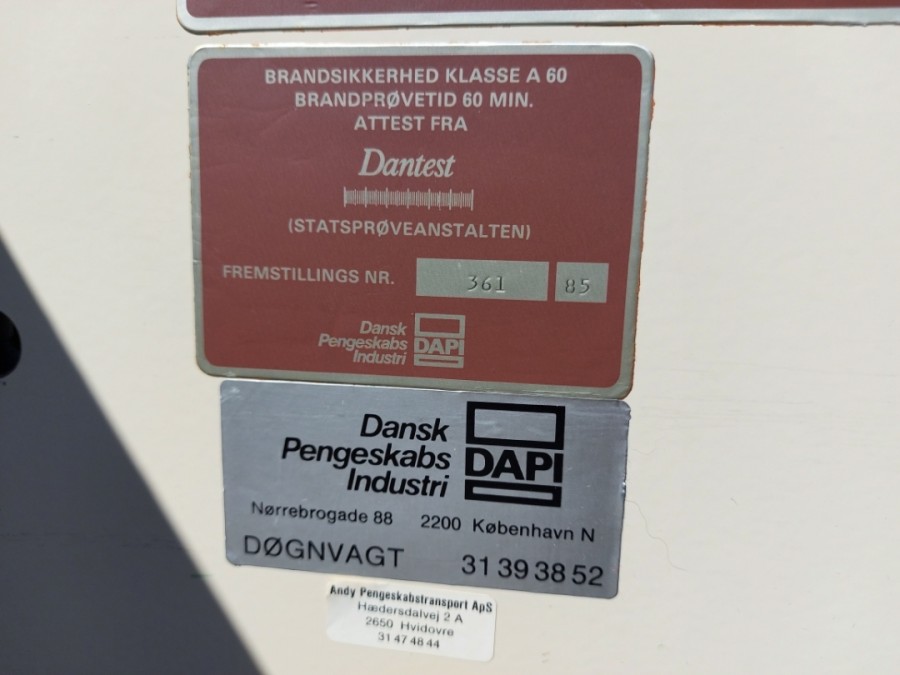 BRANDSIKKERHED KLASSE A 60
BRANDPRØVETID 60 MIN.
ATTEST FRA
Dantest
(STATSPRØVEANSTALTEN)
FREMSTILLINGS NR. 361 85
Dansk
Pengeskabs
Industri
DAPI
Dansk
Pengeskabs
Industri
DAPI
Nørrebrogade 88 2200 København N
DØGNVAGT 31 39 38 52
Andy Pengeskabstransport ApS
Hædersdalvej 2 A
2650 Hvidovre
31 47 48 44